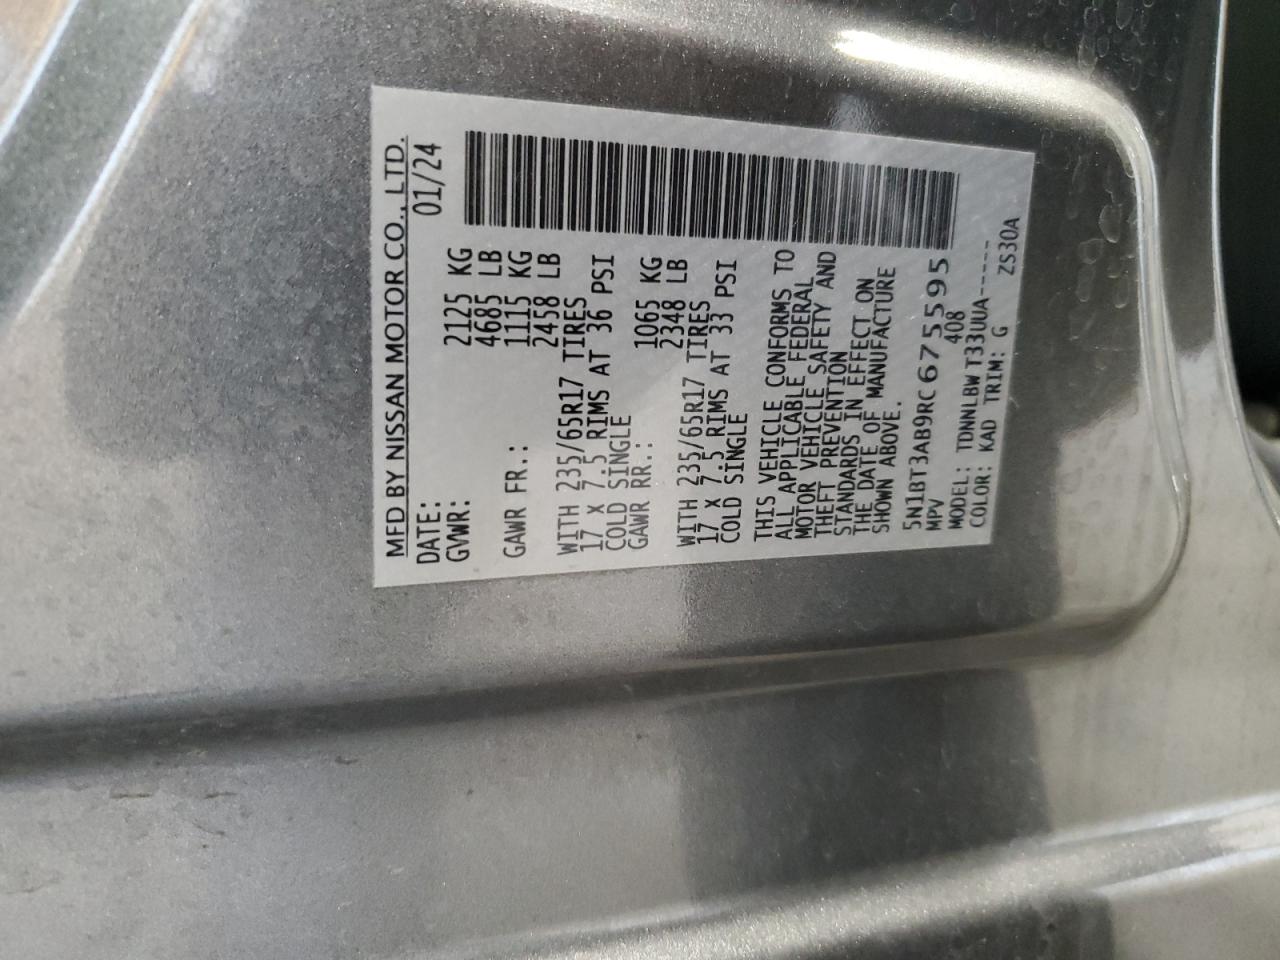 MFD BY NISSAN MOTOR CO., LTD.
DATE: 01/24
GVWR: 2125 KG
4685 LB
GAWR FR.: 1115 KG
2458 LB
WITH 235/65R17 TIRES
17 X 7.5 RIMS AT 36 PSI
COLD SINGLE
GAWR RR.: 1065 KG
2348 LB
WITH 235/65R17 TIRES
17 X 7.5 RIMS AT 33 PSI
COLD SINGLE
THIS VEHICLE CONFORMS TO
ALL APPLICABLE FEDERAL
MOTOR VEHICLE SAFETY AND
THEFT PREVENTION
STANDARDS IN EFFECT ON
THE DATE OF MANUFACTURE
SHOWN ABOVE.
5N1BT3AB9RC675595
MPV 408
MODEL: TDNNLBW T33UUA-----
COLOR: KAD TRIM: G ZS30A